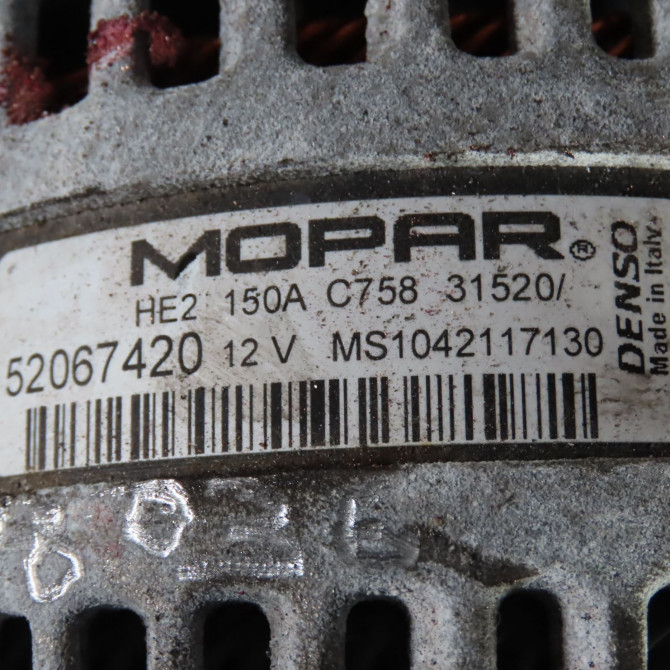 MOPAR®
HE2 150A C758 31520/
52067420 12 V MS1042117130
DENSO
Made in Italy